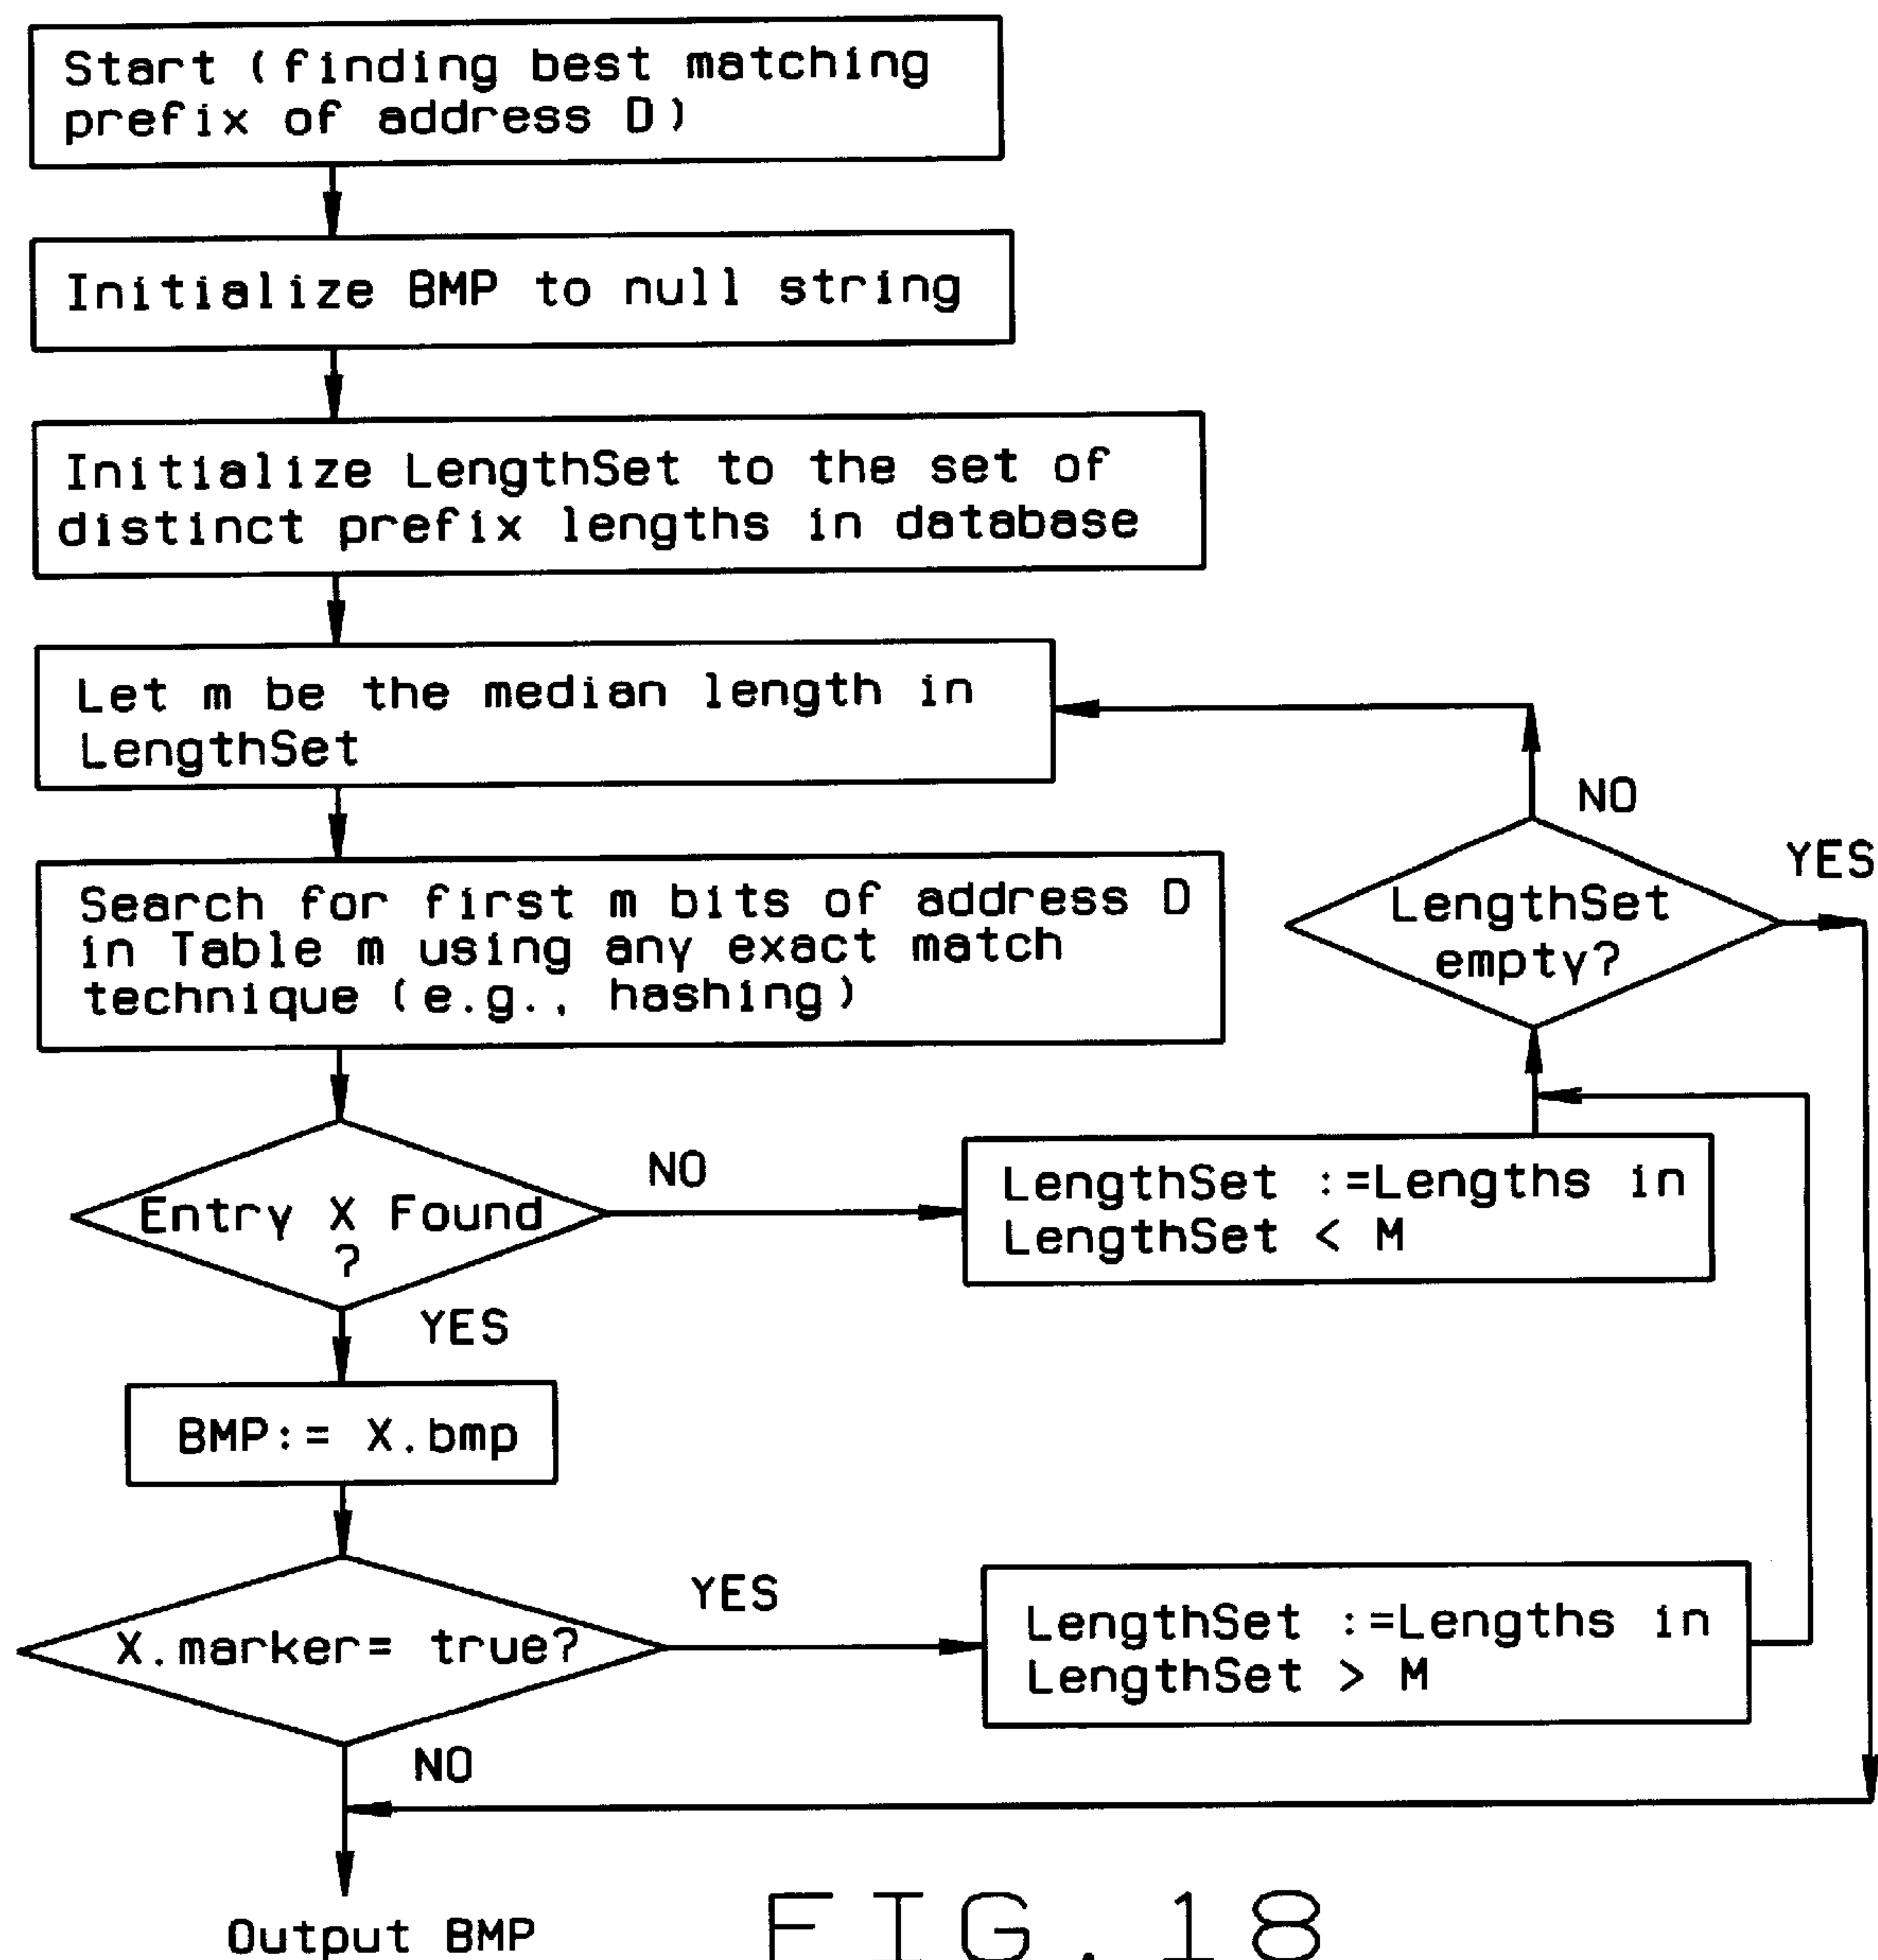 Start (finding best matching
prefix of address D)
Initialize BMP to null string
Initialize LengthSet to the set of
distinct prefix lengths in database
Let m be the median length in
LengthSet
NO
YES
Search for first m bits of address D
in Table m using any exact match
technique (e.g., hashing)
LengthSet
empty?
Entry X Found
?
NO
LengthSet :=Lengths in
LengthSet < M
YES
BMP:= X.bmp
X.marker= true?
YES
LengthSet :=Lengths in
LengthSet > M
NO
Output BMP
FIG. 18